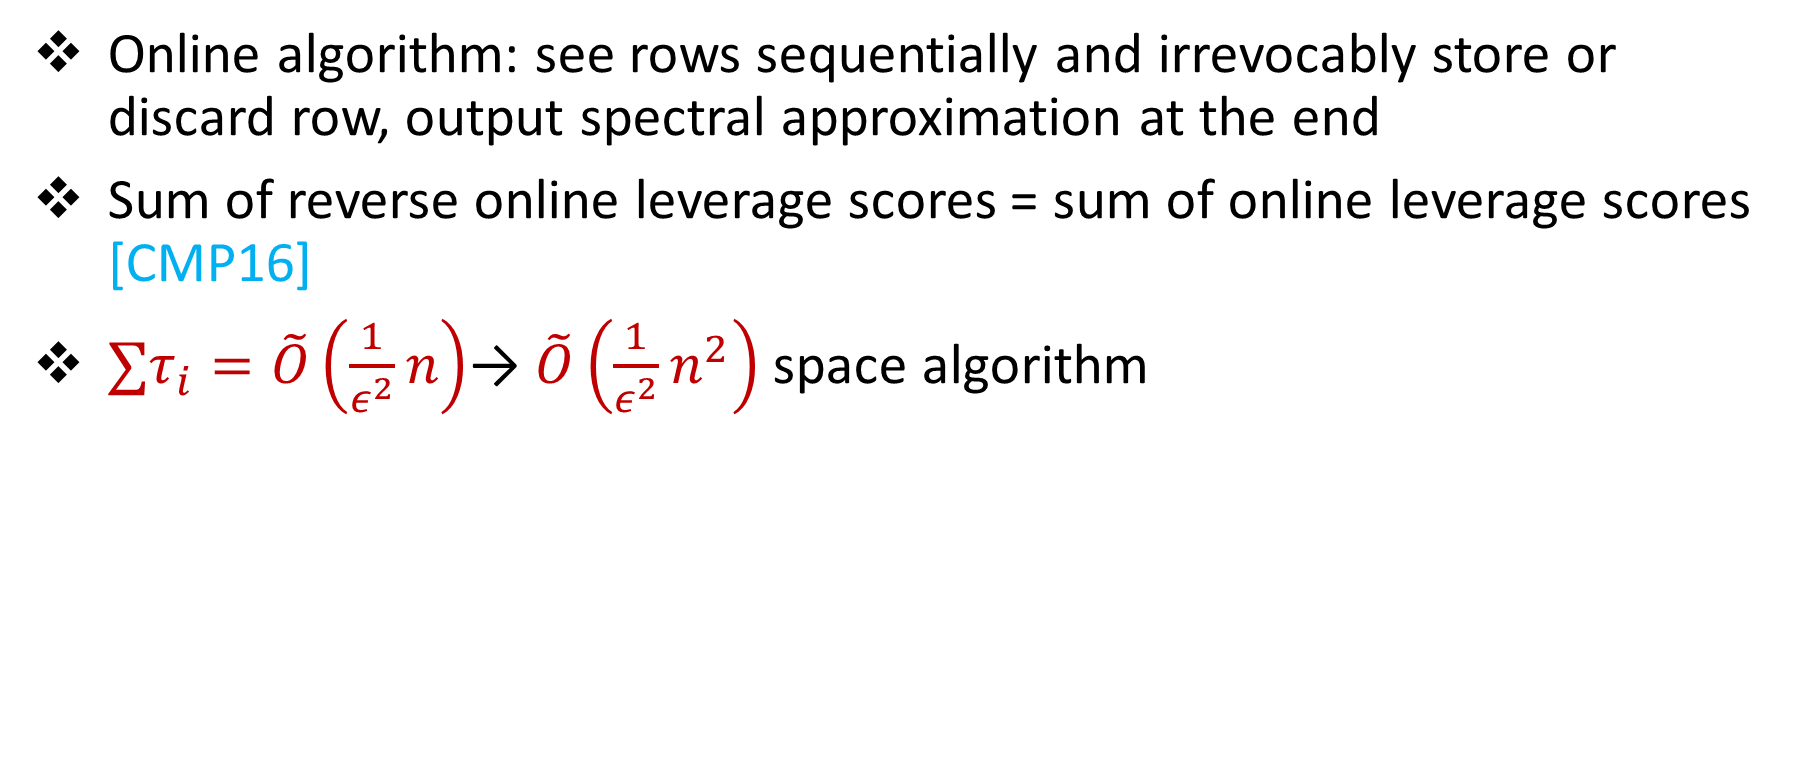 ❖ Online algorithm: see rows sequentially and irrevocably store or
discard row, output spectral approximation at the end
❖ Sum of reverse online leverage scores = sum of online leverage scores
[CMP16]
❖ ∑τᵢ = Õ(1/ϵ² n) → Õ(1/ϵ² n²) space algorithm